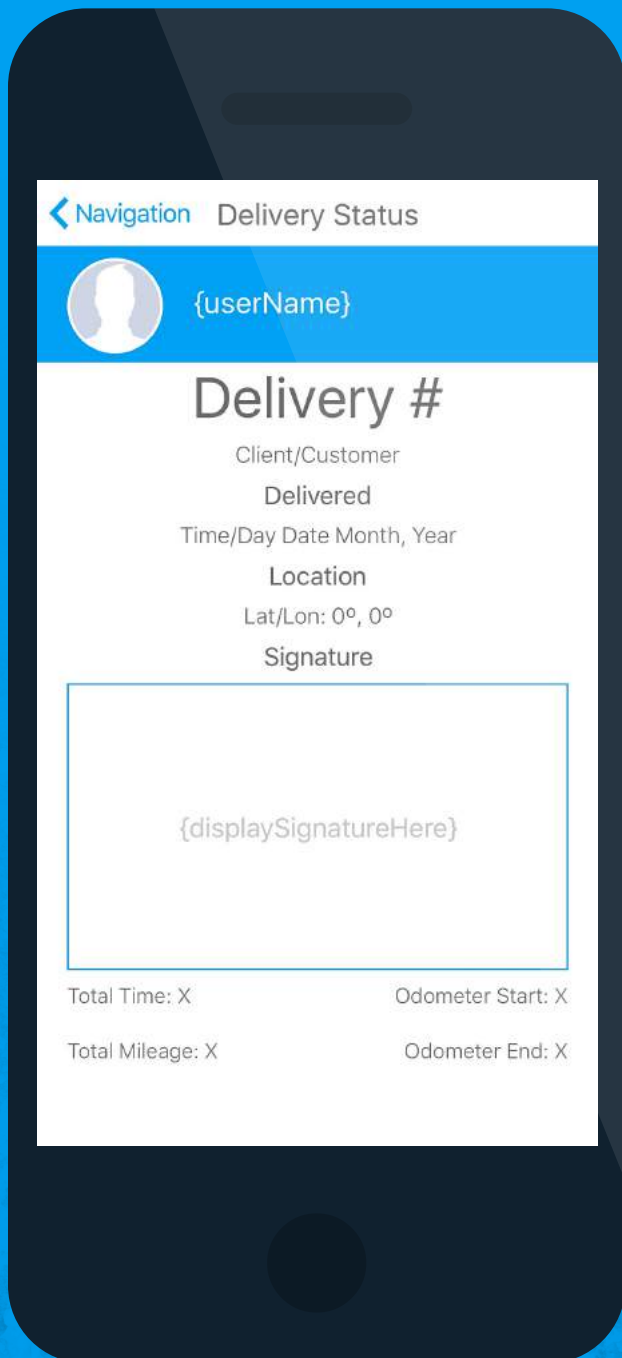 Navigation Delivery Status
{userName}
Delivery #
Client/Customer
Delivered
Time/Day Date Month, Year
Location
Lat/Lon: 0º, 0º
Signature
{displaySignatureHere}
Total Time: X Odometer Start: X
Total Mileage: X Odometer End: X